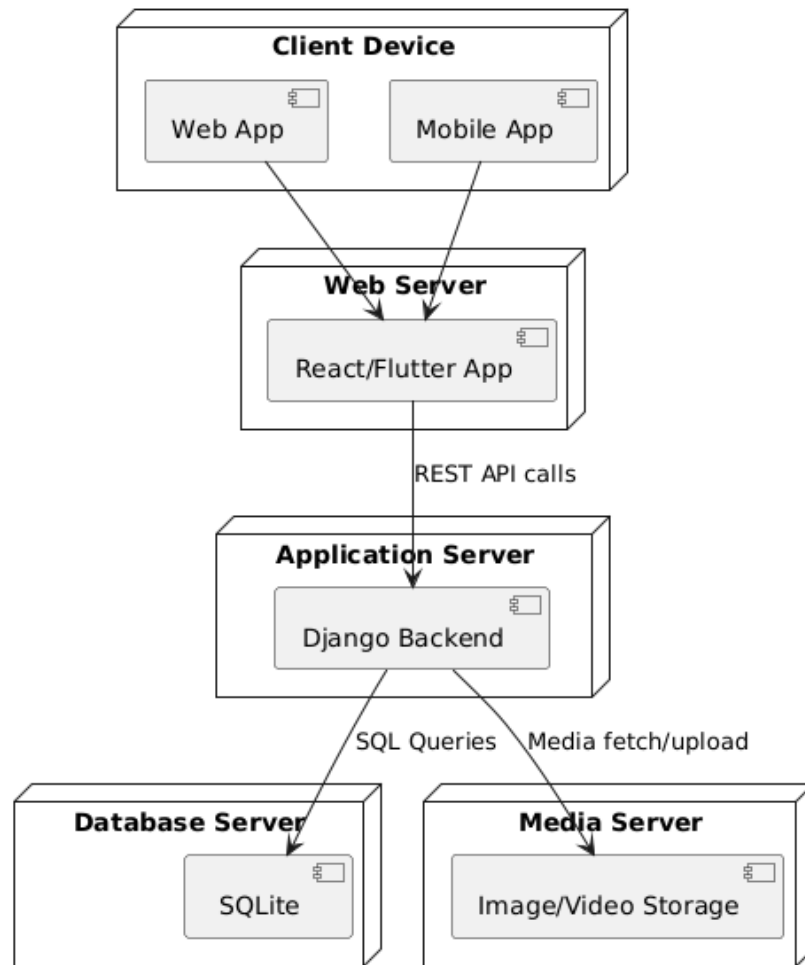 Client Device
Web App
Mobile App
Web Server
React/Flutter App
REST API calls
Application Server
Django Backend
SQL Queries
Media fetch/upload
Database Server
Media Server
SQLite
Image/Video Storage